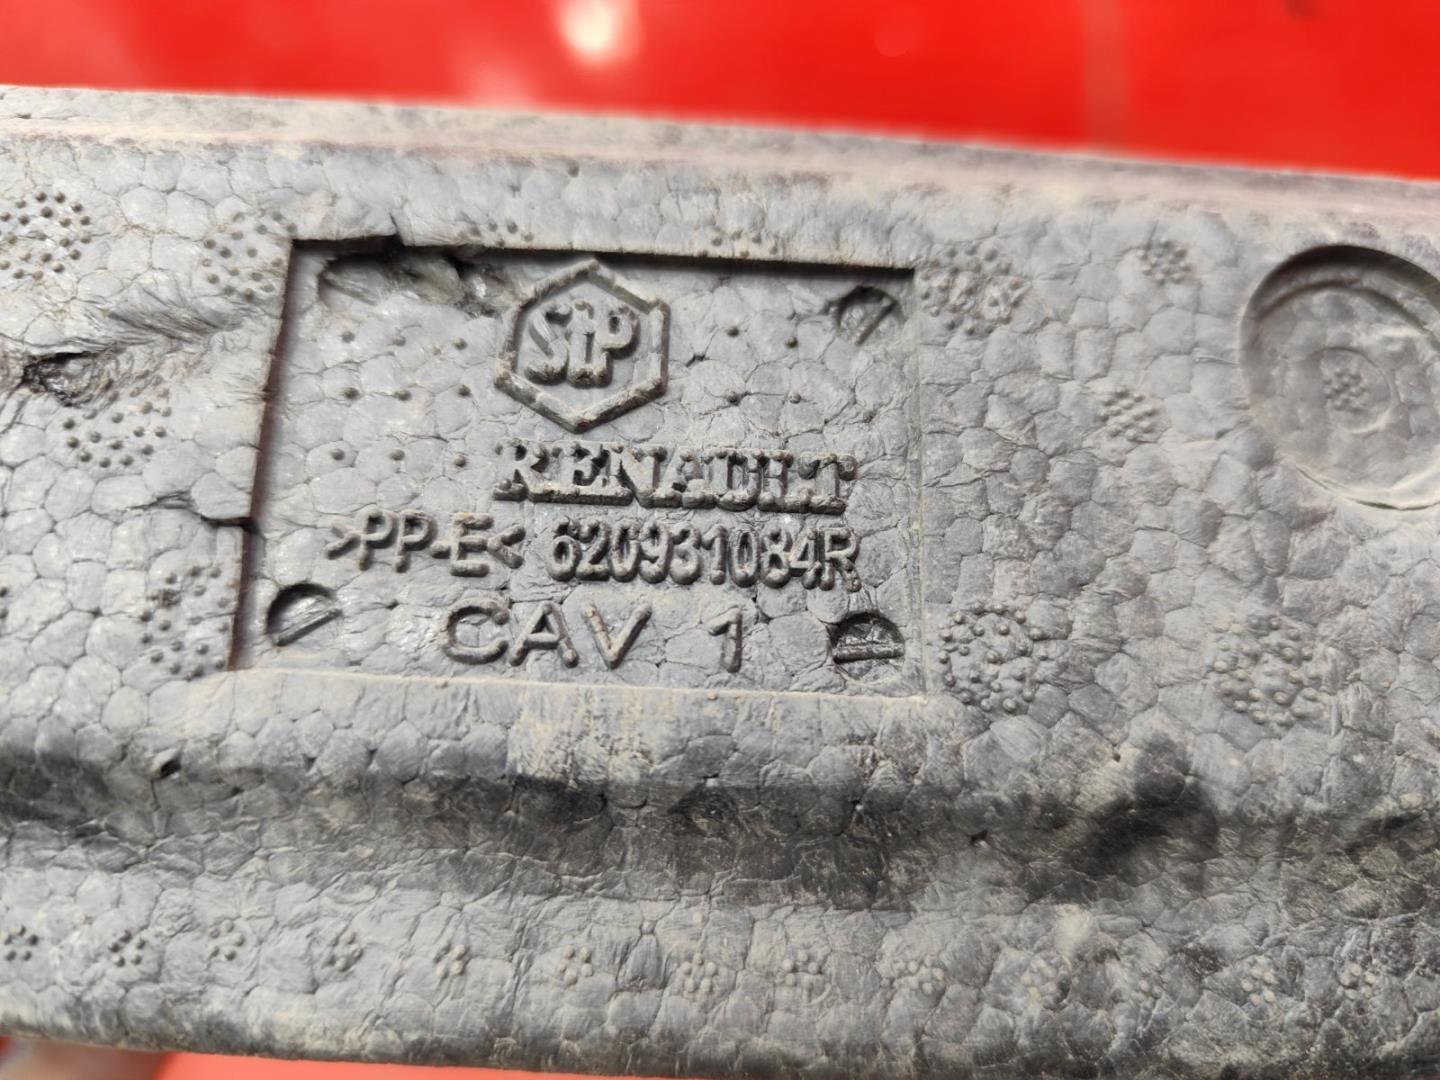 SiP
RENAULT
>PP-E< 620931084R
CAV 1